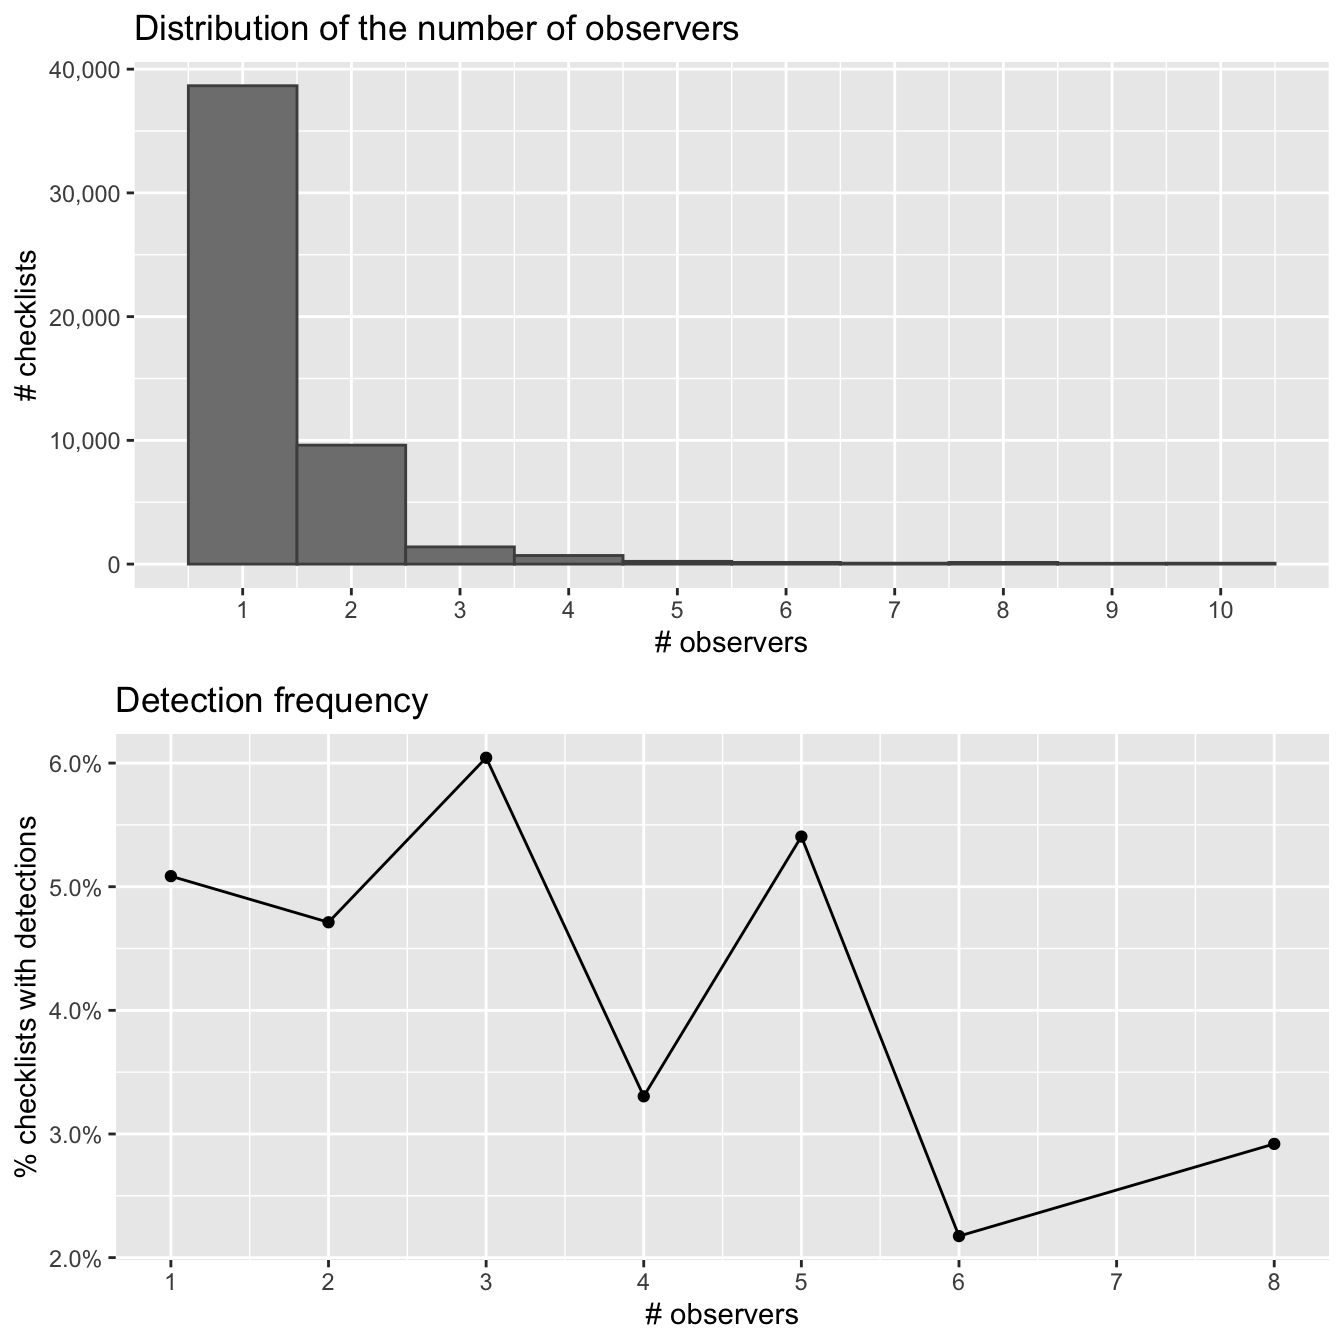 Distribution of the number of observers
40,000
30,000
20,000
10,000
0
# checklists
1 2 3 4 5 6 7 8 9 10
# observers
Detection frequency
6.0%
5.0%
4.0%
3.0%
2.0%
% checklists with detections
1 2 3 4 5 6 7 8
# observers